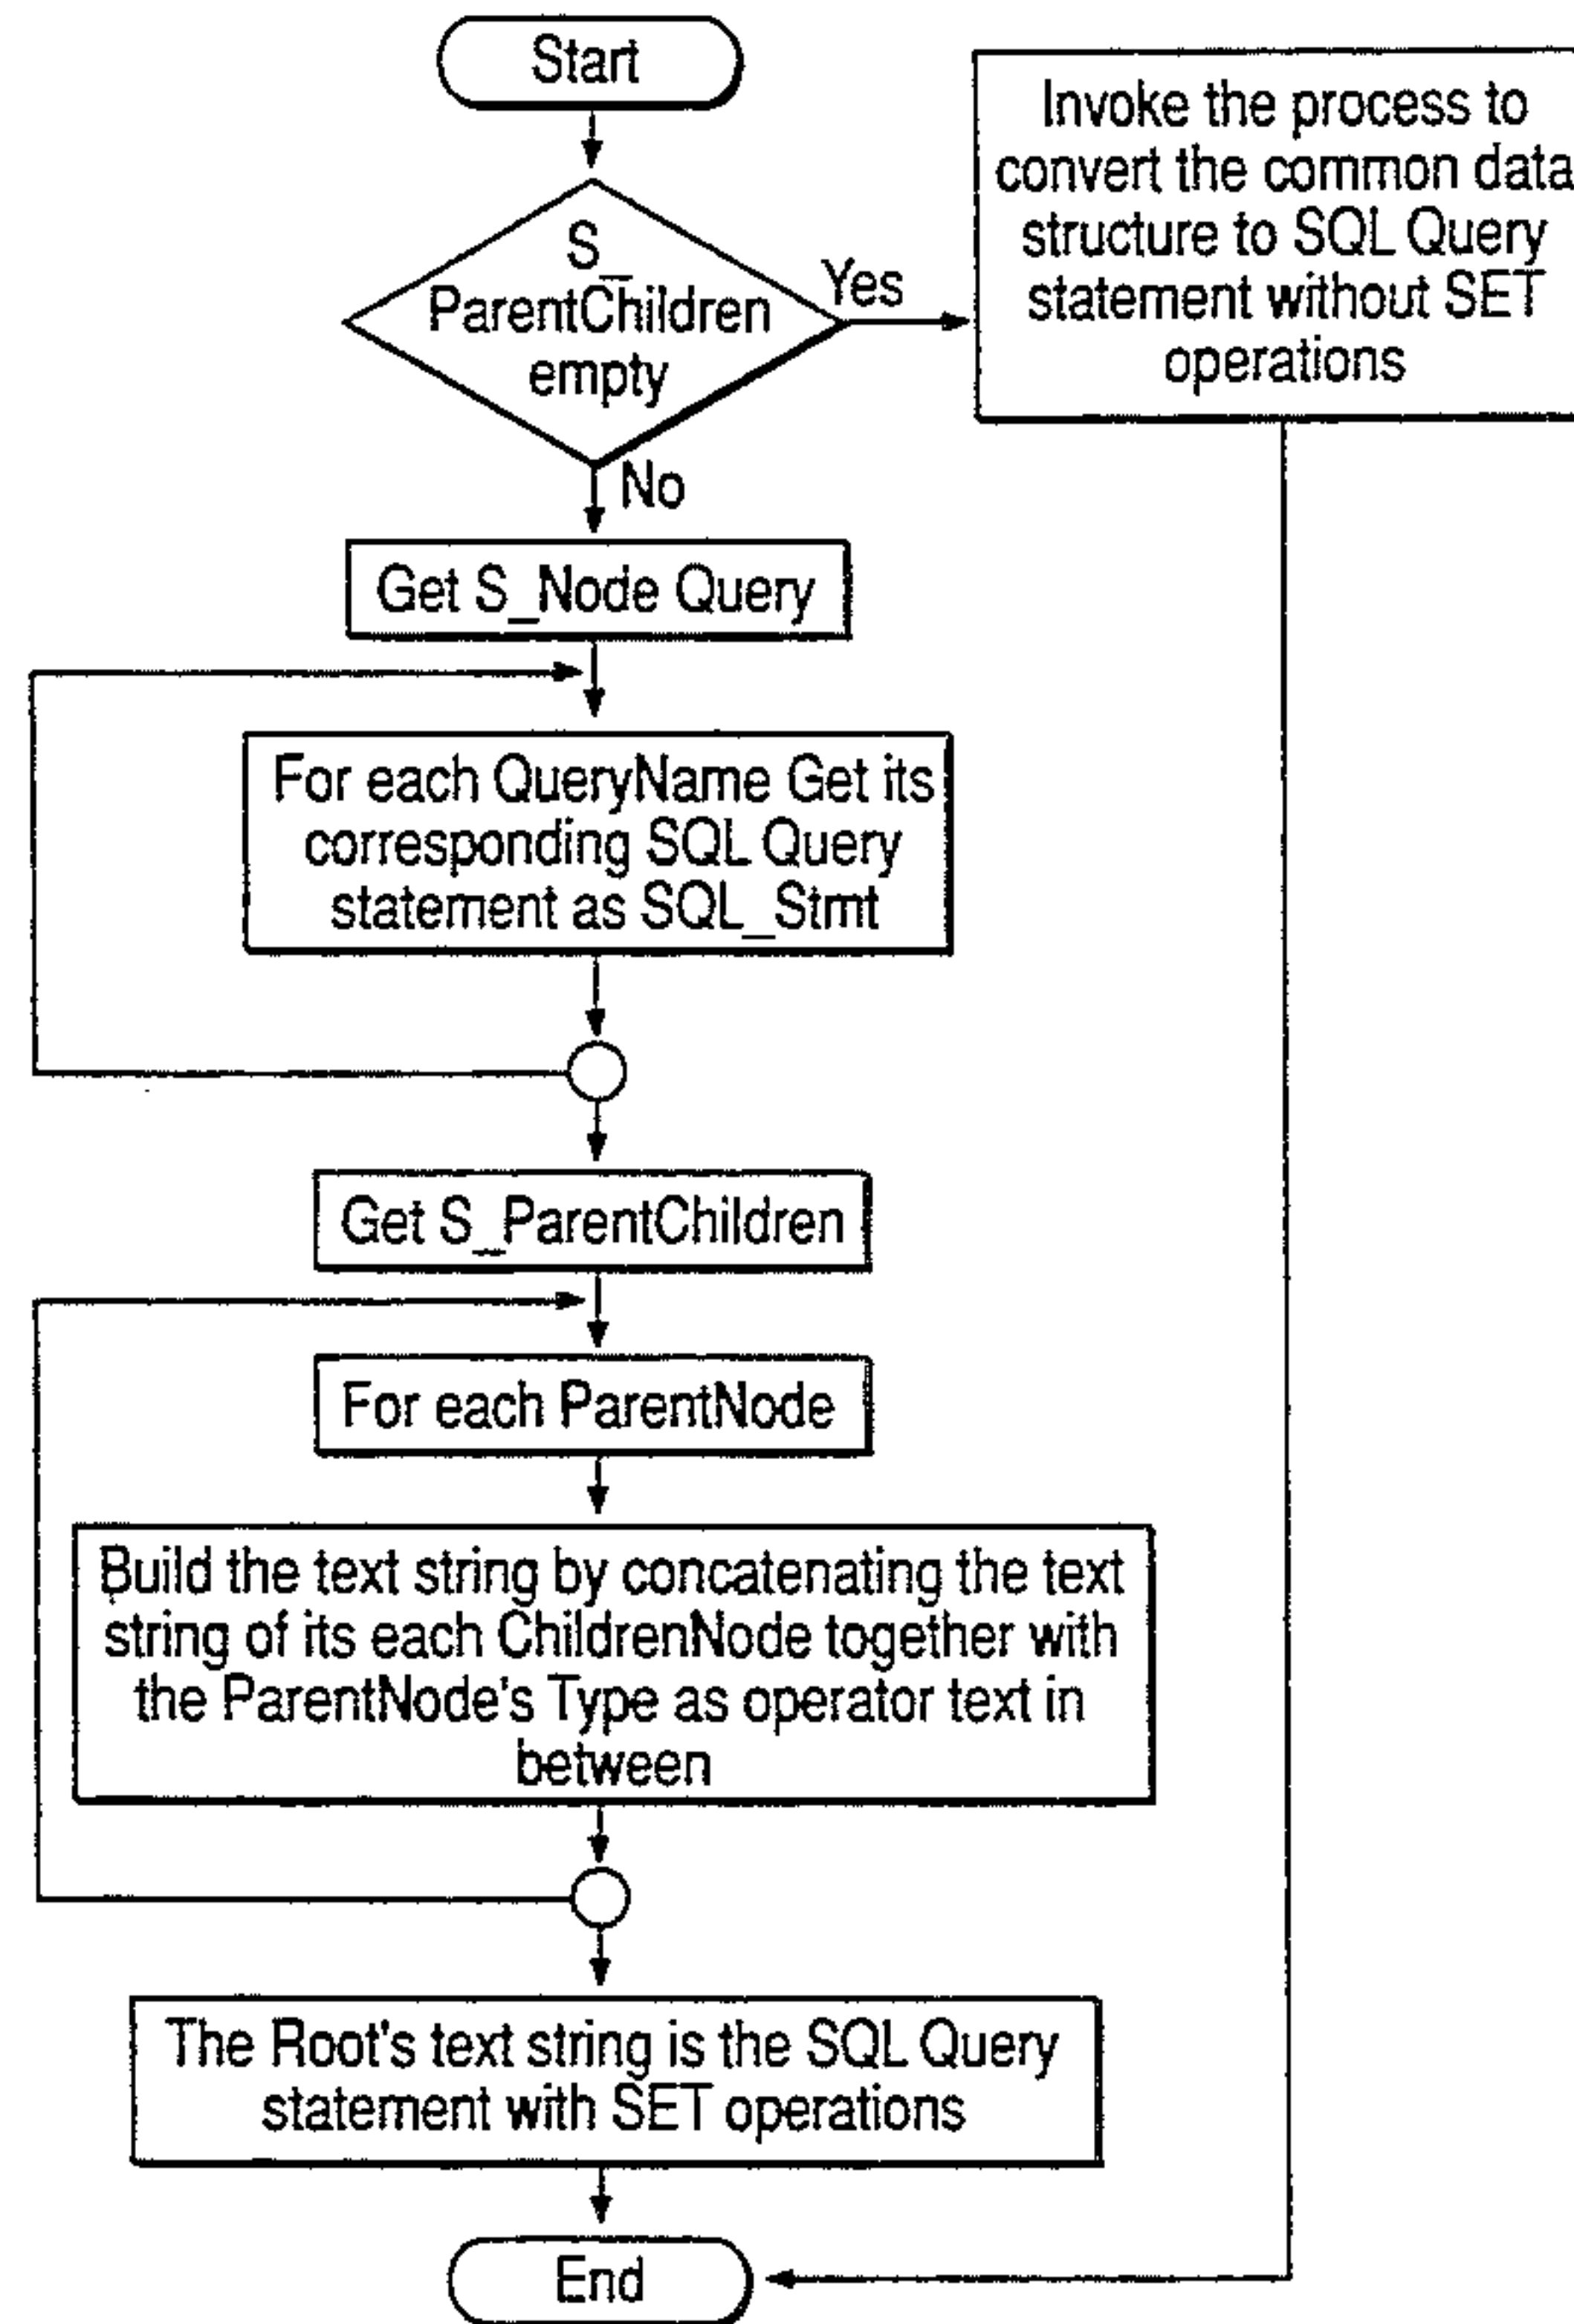 Start
Invoke the process to
convert the common data
structure to SQL Query
statement without SET
operations
S_
ParentChildren
empty
Yes
No
Get S_Node Query
For each QueryName Get its
corresponding SQL Query
statement as SQL_Stmt
Get S_ParentChildren
For each ParentNode
Build the text string by concatenating the text
string of its each ChildrenNode together with
the ParentNode's Type as operator text in
between
The Root's text string is the SQL Query
statement with SET operations
End